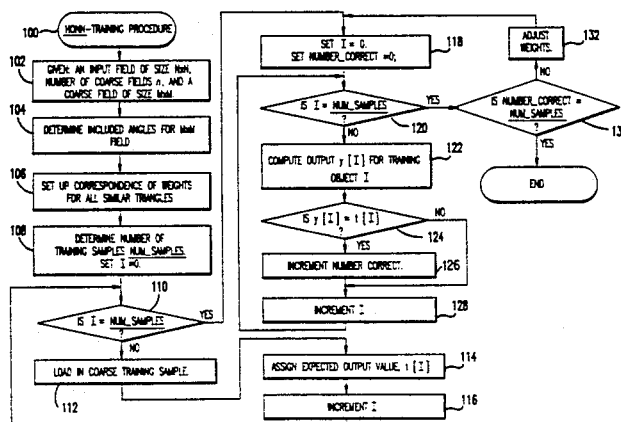 100
HONN-TRAINING PROCEDURE
102
GIVEN: AN INPUT FIELD OF SIZE NxN,
NUMBER OF COARSE FIELDS n, AND A
COARSE FIELD OF SIZE MxM.
104
DETERMINE INCLUDED ANGLES FOR MxM
FIELD
106
SET UP CORRESPONDENCE OF WEIGHTS
FOR ALL SIMILAR TRIANGLES
108
DETERMINE NUMBER OF
TRAINING SAMPLES NUM_SAMPLES.
SET I =0.
110
IS I = NUM_SAMPLES
?
YES
NO
LOAD IN COARSE TRAINING SAMPLE.
112
SET I = 0.
SET NUMBER_CORRECT =0;
118
IS I = NUM_SAMPLES
?
YES
120
NO
COMPUTE OUTPUT y [I] FOR TRAINING
OBJECT I
122
IS y [I] = t [I]
?
NO
124
YES
INCREMENT NUMBER CORRECT.
126
INCREMENT I.
128
ASSIGN EXPECTED OUTPUT VALUE, t [I]
114
INCREMENT I
116
ADJUST
WEIGHTS.
132
NO
IS NUMBER_CORRECT =
NUM_SAMPLES
?
YES
END